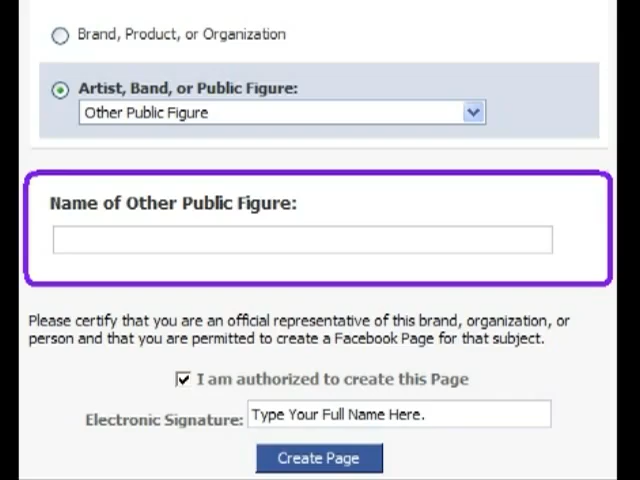 Brand, Product, or Organization
Artist, Band, or Public Figure:
Other Public Figure
Name of Other Public Figure:
Please certify that you are an official representative of this brand, organization, or
person and that you are permitted to create a Facebook Page for that subject.
I am authorized to create this Page
Electronic Signature: Type Your Full Name Here.
Create Page